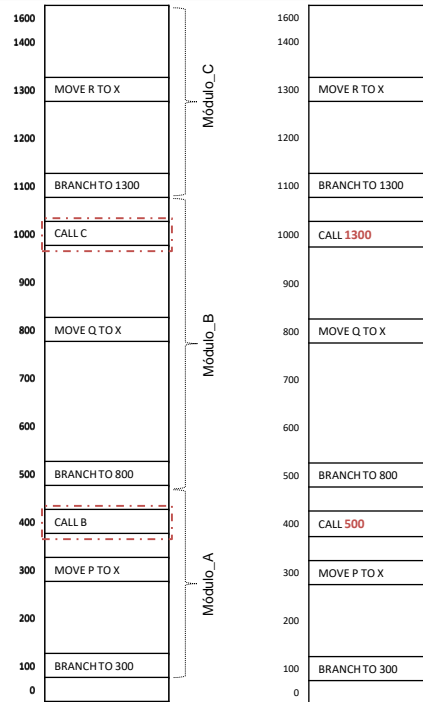 1600
1400
1300 MOVE R TO X
1200
1100 BRANCH TO 1300
1000 CALL C
900
800 MOVE Q TO X
700
600
500 BRANCH TO 800
400 CALL B
300 MOVE P TO X
200
100 BRANCH TO 300
0
Módulo_C
Módulo_B
Módulo_A
1600
1400
1300 MOVE R TO X
1200
1100 BRANCH TO 1300
1000 CALL 1300
900
800 MOVE Q TO X
700
600
500 BRANCH TO 800
400 CALL 500
300 MOVE P TO X
200
100 BRANCH TO 300
0